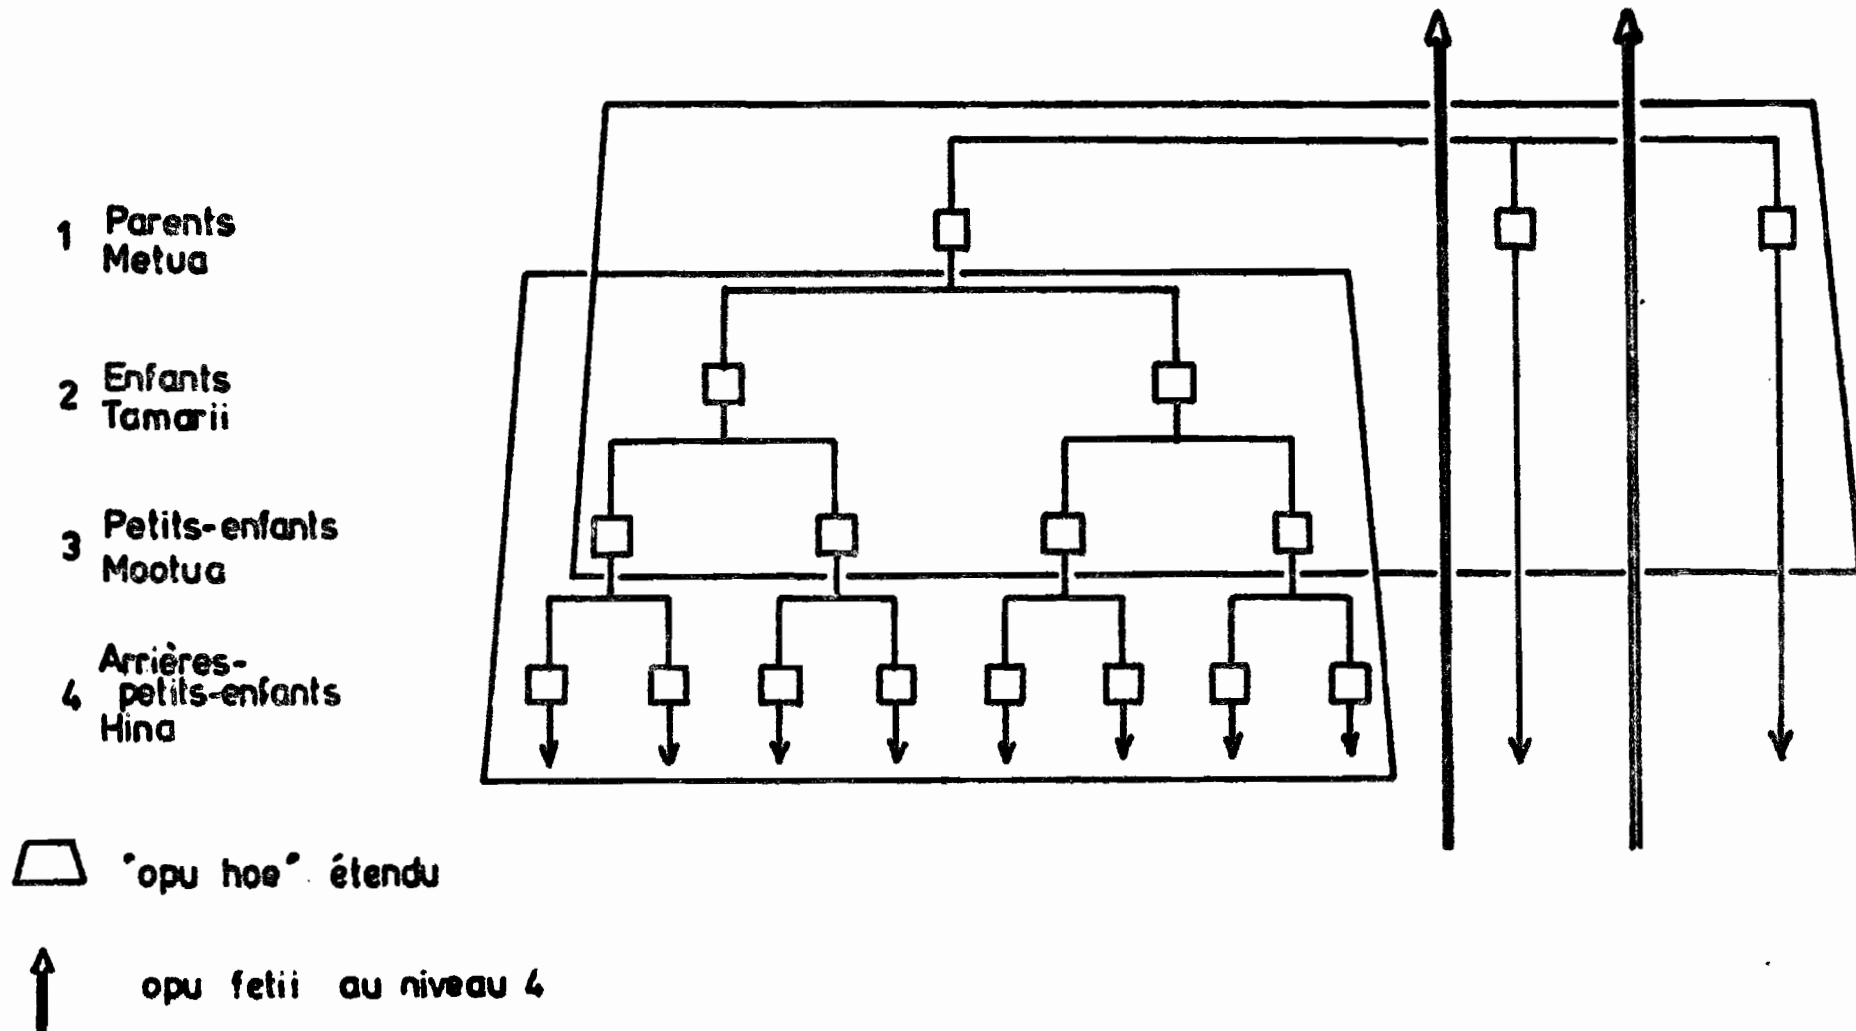 1 Parents
Metua
2 Enfants
Tamarii
3 Petits-enfants
Mootua
Arrières-
4 petits-enfants
Hina
"opu hoe" étendu
opu fetii au niveau 4